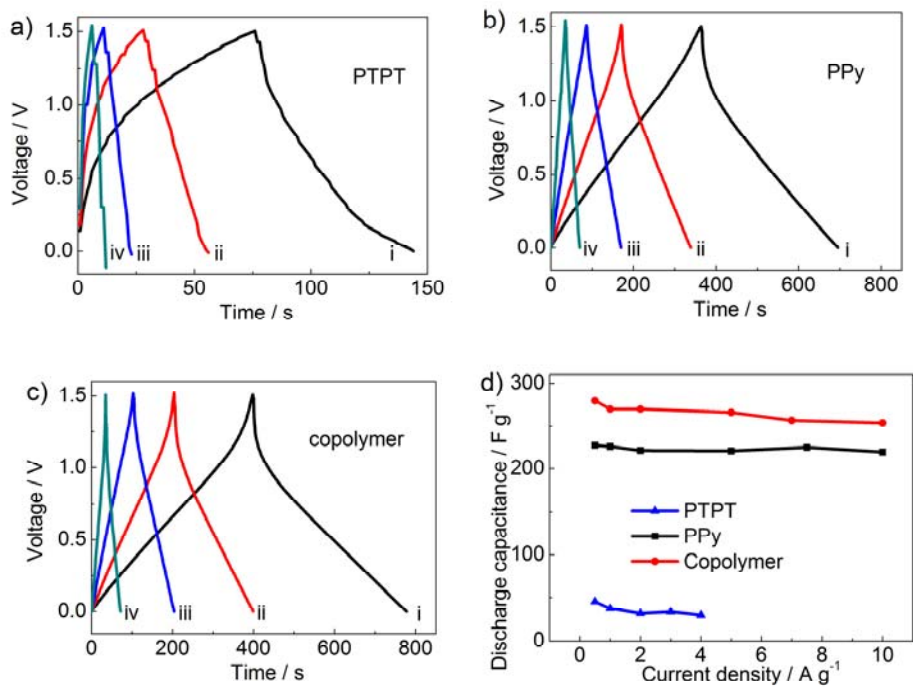 a)
PTPT
Voltage / V
1.5
1.0
0.5
0.0
iv iii ii i
0 50 100 150
Time / s
b)
PPy
Voltage / V
1.5
1.0
0.5
0.0
iv iii ii i
0 200 400 600 800
Time / s
c)
copolymer
Voltage / V
1.5
1.0
0.5
0.0
iv iii ii i
0 200 400 600 800
Time / s
d)
Discharge capacitance / F g-1
300
250
150
50
0
PTPT
PPy
Copolymer
0 2 4 6 8 10
Current density / A g-1